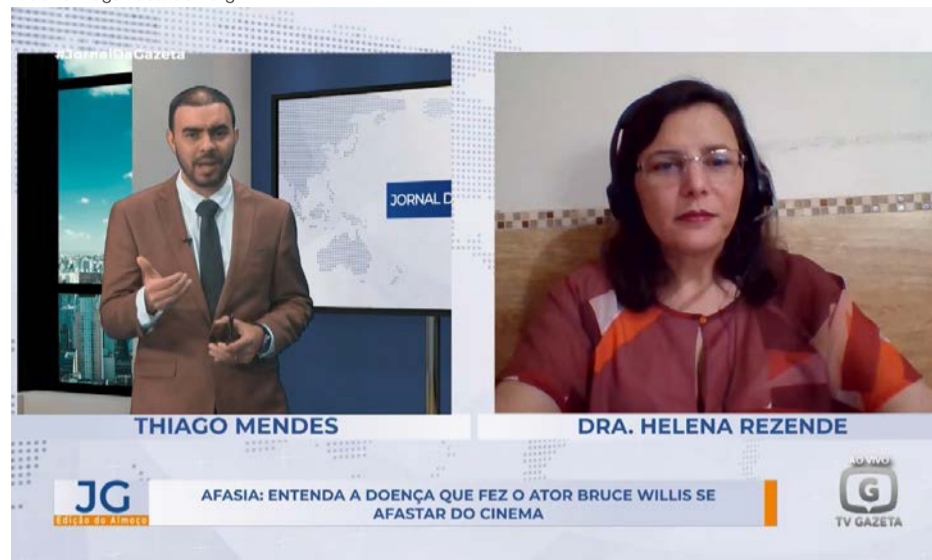 #JornalDaGazeta
JORNAL D
THIAGO MENDES
DRA. HELENA REZENDE
JG
Edição do Almoço
AFASIA: ENTENDA A DOENÇA QUE FEZ O ATOR BRUCE WILLIS SE
AFASTAR DO CINEMA
AO VIVO
G
TV GAZETA